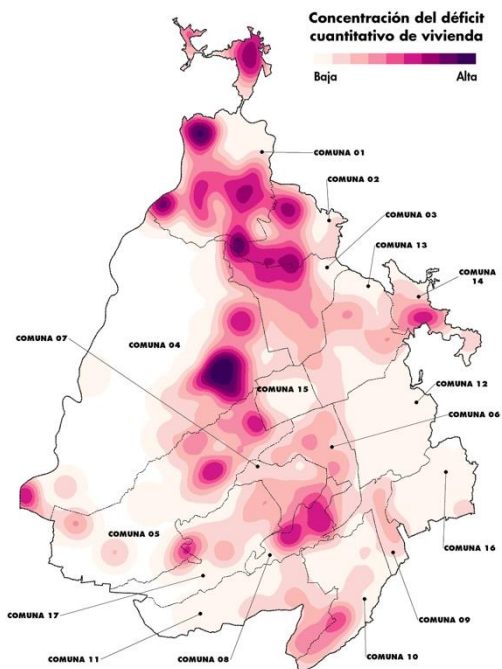 Concentración del déficit
cuantitativo de vivienda
Baja Alta
COMUNA 01
COMUNA 02
COMUNA 03
COMUNA 13
COMUNA
14
COMUNA 07
COMUNA 04
COMUNA 15
COMUNA 12
COMUNA 06
COMUNA 05
COMUNA 16
COMUNA 17
COMUNA 09
COMUNA 11
COMUNA 08
COMUNA 10